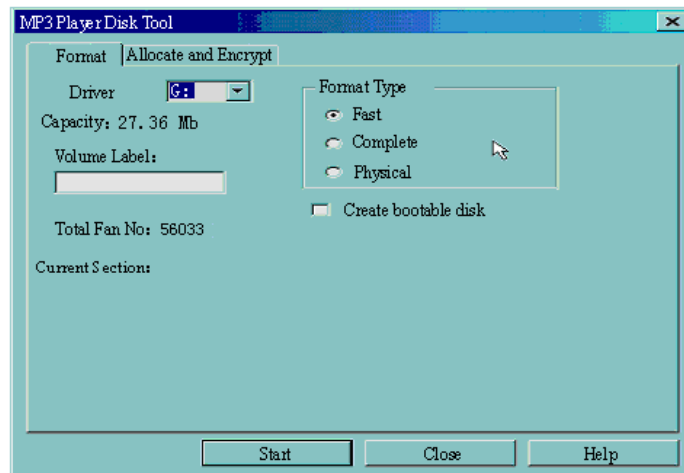 MP3 Player Disk Tool
Format
Allocate and Encrypt
Driver
G:
Capacity: 27.36 Mb
Volume Label:
Total Fan No: 56033
Current Section:
Format Type
Fast
Complete
Physical
Create bootable disk
Start
Close
Help